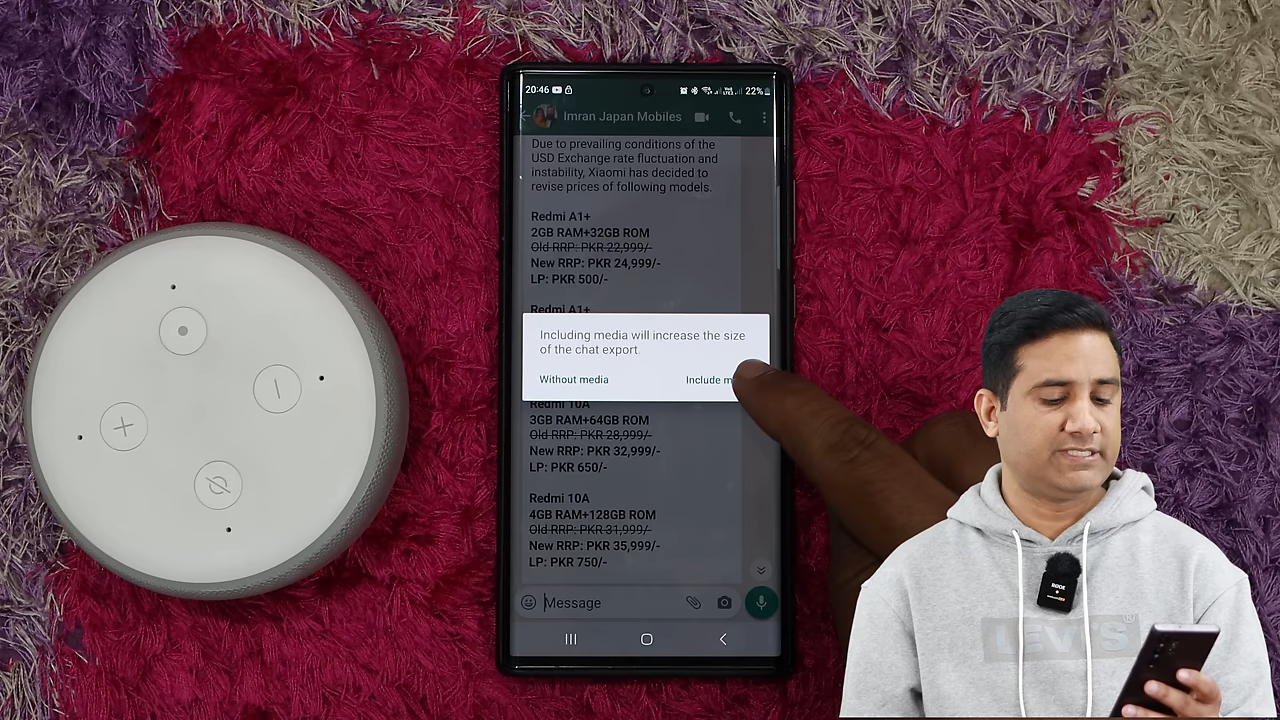 20:46
22%
Imran Japan Mobiles
Due to prevailing conditions of the
USD Exchange rate fluctuation and
instability, Xiaomi has decided to
revise prices of following models.
Redmi A1+
2GB RAM+32GB ROM
Old RRP: PKR 22,999/-
New RRP: PKR 24,999/-
LP: PKR 500/-
Redmi A1+
Including media will increase the size
of the chat export.
Without media
Include m
Redmi 10A
3GB RAM+64GB ROM
Old RRP: PKR 28,999/-
New RRP: PKR 32,999/-
LP: PKR 650/-
Redmi 10A
4GB RAM+128GB ROM
Old RRP: PKR 31,999/-
New RRP: PKR 35,999/-
LP: PKR 750/-
Message
RODE
LEVI'S